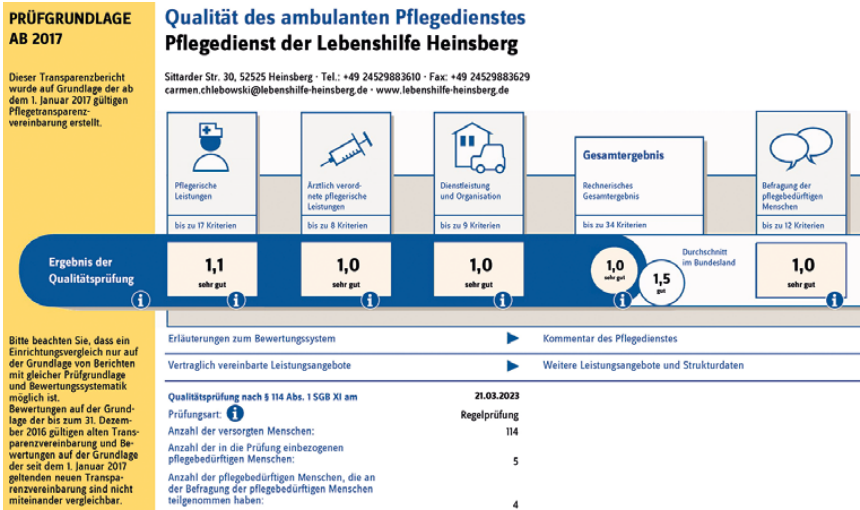 PRÜFGRUNDLAGE
AB 2017
Dieser Transparenzbericht
wurde auf Grundlage der ab
dem 1. Januar 2017 gültigen
Pflegetransparenz-
vereinbarung erstellt.
Qualität des ambulanten Pflegedienstes
Pflegedienst der Lebenshilfe Heinsberg
Sittarder Str. 30, 52525 Heinsberg · Tel.: +49 24529883610 · Fax: +49 24529883629
carmen.chlebowski@lebenshilfe-heinsberg.de · www.lebenshilfe-heinsberg.de
Pflegerische
Leistungen
bis zu 17 Kriterien
Ärztlich verord-
nete pflegerische
Leistungen
bis zu 8 Kriterien
Dienstleistung
und Organisation
bis zu 9 Kriterien
Gesamtergebnis
Rechnerisches
Gesamtergebnis
bis zu 34 Kriterien
Befragung der
pflegebedürftigen
Menschen
bis zu 12 Kriterien
Ergebnis der
Qualitätsprüfung
i
1,1
sehr gut
i
1,0
sehr gut
i
1,0
sehr gut
i
1,0
sehr gut
i
1,5
gut
Durchschnitt
im Bundesland
1,0
sehr gut
i
Bitte beachten Sie, dass ein
Einrichtungsvergleich nur auf
der Grundlage von Berichten
mit gleicher Prüfgrundlage
und Bewertungssystematik
möglich ist.
Bewertungen auf der Grund-
lage der bis zum 31. Dezem-
ber 2016 gültigen alten Trans-
parenzvereinbarung und Be-
wertungen auf der Grundlage
der seit dem 1. Januar 2017
geltenden neuen Transpa-
renzvereinbarung sind nicht
miteinander vergleichbar.
Erläuterungen zum Bewertungssystem
Kommentar des Pflegedienstes
Vertraglich vereinbarte Leistungsangebote
Weitere Leistungsangebote und Strukturdaten
Qualitätsprüfung nach § 114 Abs. 1 SGB XI am 21.03.2023
Prüfungsart: i Regelprüfung
Anzahl der versorgten Menschen: 114
Anzahl der in die Prüfung einbezogenen
pflegebedürftigen Menschen: 5
Anzahl der pflegebedürftigen Menschen, die an
der Befragung der pflegebedürftigen Menschen
teilgenommen haben: 4